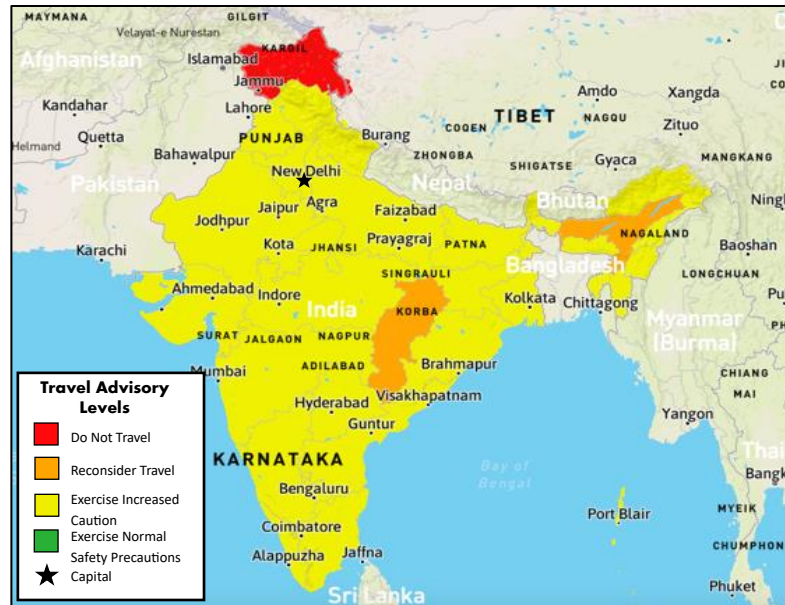 MAYMANA
GILGIT
Velayat-e Nurestan
KARGIL
Afghanistan
Islamabad
Jammu
Kandahar
Lahore
TIBET
Amdo
Xangda
NAGQU
COQEN
Zituo
Quetta
PUNJAB
Burang
Helmand
Bahawalpur
ZHONGBA
SHIGATSE
Gyaca
MANGKANG
New Delhi
Nepal
Pakistan
Bhutan
Jaipur
Agra
Faizabad
Jodhpur
NAGALAND
Kota
JHANSI
Prayagraj
PATNA
Baoshan
Karachi
Bangladesh
SINGRAULI
LONGCHUAN
Ahmedabad
Indore
India
KORBA
Kolkata
Chittagong
Myanmar
(Burma)
SURAT
JALGAON
NAGPUR
ADILABAD
Brahmapur
CHIANG
MAI
Mumbai
Hyderabad
Visakhapatnam
Guntur
Yangon
KARNATAKA
Bay of
Bengal
Bengaluru
Port Blair
MYEIK
Coimbatore
CHUMPHON
Alappuzha
Jaffna
Sri Lanka
Phuket
Travel Advisory
Levels
Do Not Travel
Reconsider Travel
Exercise Increased
Caution
Exercise Normal
Safety Precautions
Capital